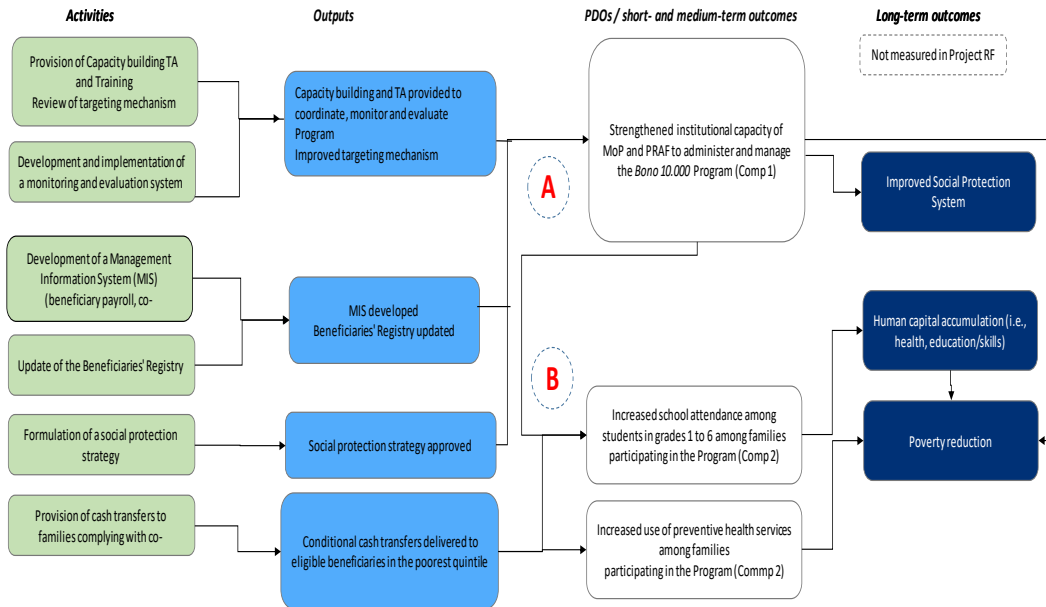 Activities
Outputs
PDOs / short- and medium-term outcomes
Long-term outcomes
Not measured in Project RF
Provision of Capacity building TA
and Training
Review of targeting mechanism
Development and implementation of
a monitoring and evaluation system
Development of a Management
Information System (MIS)
(beneficiary payroll, co-
Update of the Beneficiaries' Registry
Formulation of a social protection
strategy
Provision of cash transfers to
families complying with co-
Capacity building and TA provided to
coordinate, monitor and evaluate
Program
Improved targeting mechanism
MIS developed
Beneficiaries' Registry updated
Social protection strategy approved
Conditional cash transfers delivered to
eligible beneficiaries in the poorest quintile
A
B
Strengthened institutional capacity of
MoP and PRAF to administer and manage
the Bono 10.000 Program (Comp 1)
Increased school attendance among
students in grades 1 to 6 among families
participating in the Program (Comp 2)
Increased use of preventive health services
among families
participating in the Program (Commp 2)
Improved Social Protection
System
Human capital accumulation (i.e.,
health, education/skills)
Poverty reduction